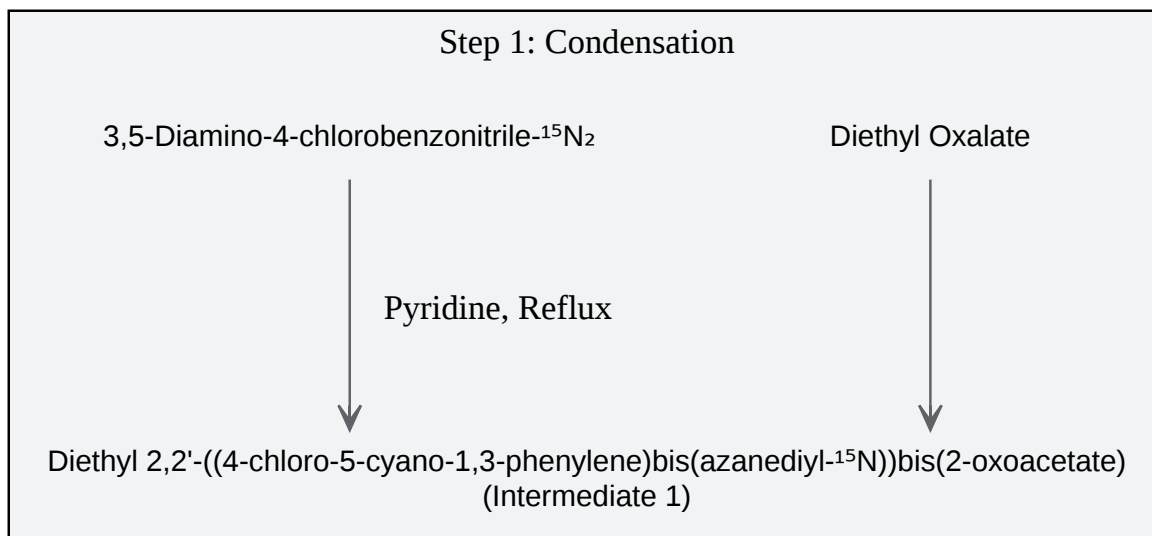 Step 1: Condensation
3,5-Diamino-4-chlorobenzonitrile-¹⁵N₂
Diethyl Oxalate
Pyridine, Reflux
Diethyl 2,2'-((4-chloro-5-cyano-1,3-phenylene)bis(azanediyl-¹⁵N))bis(2-oxoacetate)
(Intermediate 1)